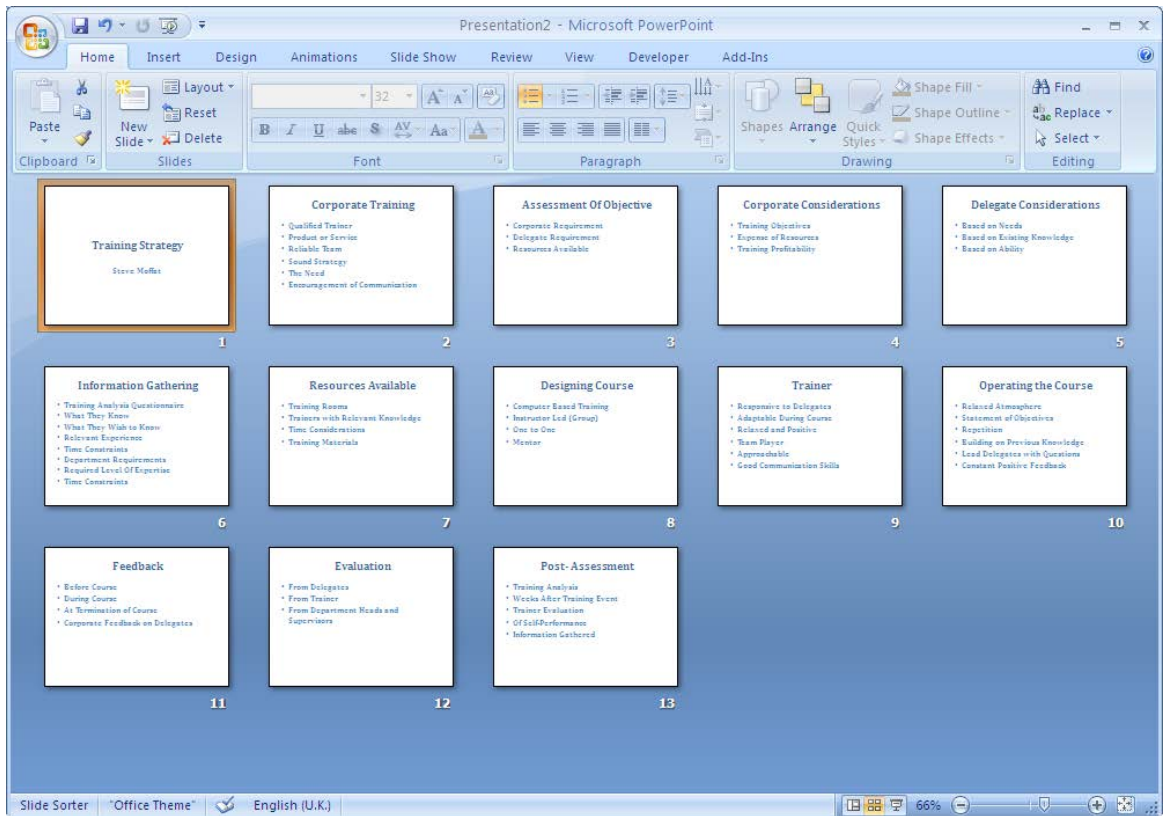 Presentation2 - Microsoft PowerPoint
Home Insert Design Animations Slide Show Review View Developer Add-Ins
Paste
New Slide
Layout
Reset
Delete
32
Shapes Arrange Quick Styles
Shape Fill
Shape Outline
Shape Effects
Find
Replace
Select
Clipboard Slides Font Paragraph Drawing Editing
Training Strategy
Steve Moffat
1
Corporate Training
• Qualified Trainer
• Product or Service
• Reliable Team
• Sound Strategy
• The Need
• Encouragement of Communication
2
Assessment Of Objective
• Corporate Requirement
• Delegate Requirement
• Resources Available
3
Corporate Considerations
• Training Objectives
• Expense of Resources
• Training Profitability
4
Delegate Considerations
• Based on Needs
• Based on Existing Knowledge
• Based on Ability
5
Information Gathering
• Training Analysis Questionnaire
• What They Know
• What They Wish to Know
• Relevant Experience
• Time Constraints
• Department Requirements
• Required Level Of Expertise
• Time Constraints
6
Resources Available
• Training Rooms
• Trainers with Relevant Knowledge
• Time Considerations
• Training Materials
7
Designing Course
• Computer Based Training
• Instructor Led (Group)
• One to One
• Mentor
8
Trainer
• Responsive to Delegates
• Adaptable During Course
• Relaxed and Positive
• Team Player
• Approachable
• Good Communication Skills
9
Operating the Course
• Relaxed Atmosphere
• Statement of Objectives
• Repetition
• Building on Previous Knowledge
• Lead Delegates with Questions
• Constant Positive Feedback
10
Feedback
• Before Course
• During Course
• At Termination of Course
• Corporate Feedback on Delegates
11
Evaluation
• From Delegates
• From Trainer
• From Department Heads and
Supervisors
12
Post- Assessment
• Training Analysis
• Weeks After Training Event
• Trainer Evaluation
• Of Self-Performance
• Information Gathered
13
Slide Sorter "Office Theme" English (U.K.) 66%